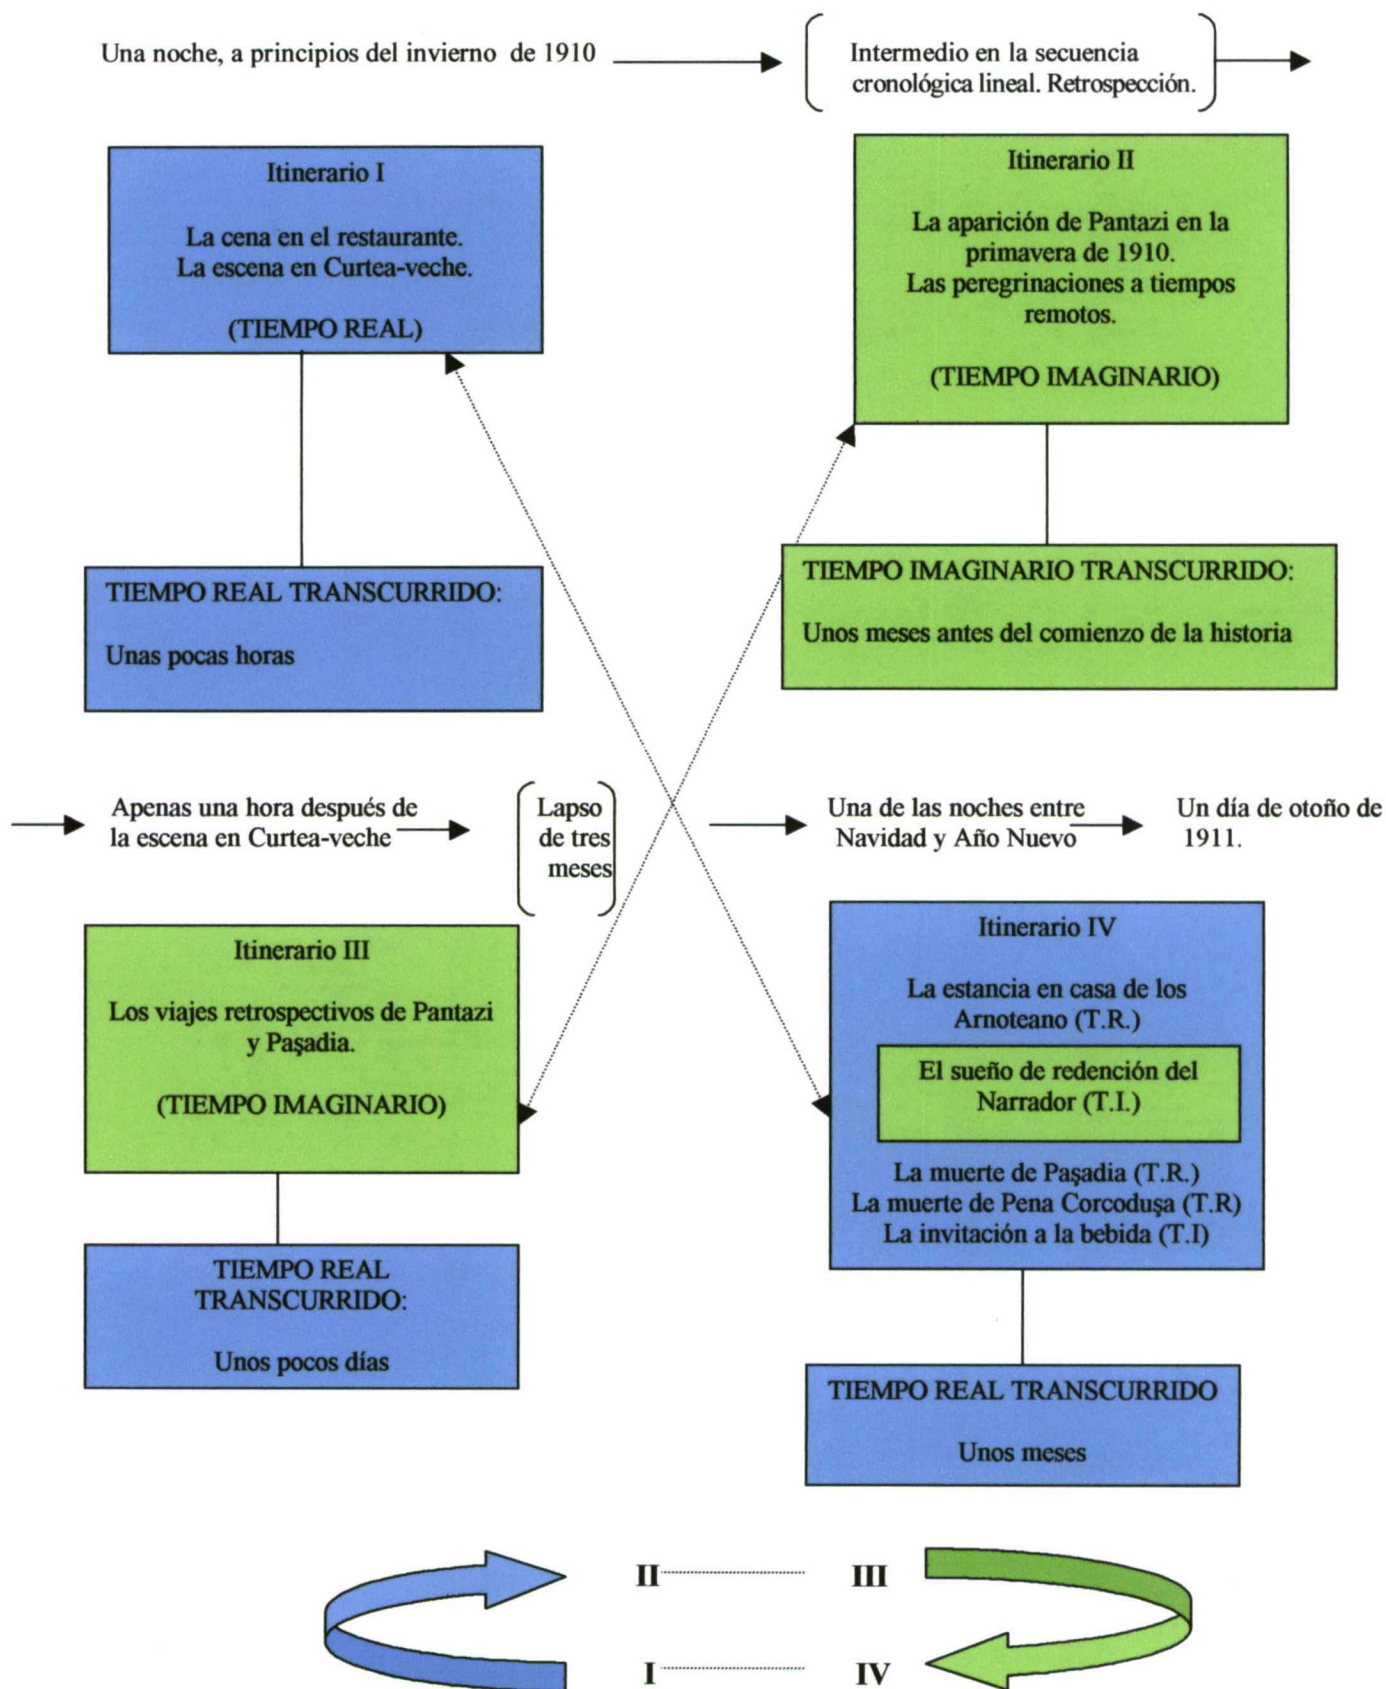 Una noche, a principios del invierno de 1910
Intermedio en la secuencia
cronológica lineal. Retrospección.
Itinerario I
La cena en el restaurante.
La escena en Curtea-veche.
(TIEMPO REAL)
Itinerario II
La aparición de Pantazi en la
primavera de 1910.
Las peregrinaciones a tiempos
remotos.
(TIEMPO IMAGINARIO)
TIEMPO REAL TRANSCURRIDO:
Unas pocas horas
TIEMPO IMAGINARIO TRANSCURRIDO:
Unos meses antes del comienzo de la historia
Apenas una hora después de
la escena en Curtea-veche
Lapso
de tres
meses
Una de las noches entre
Navidad y Año Nuevo
Un día de otoño de
1911.
Itinerario III
Los viajes retrospectivos de Pantazi
y Paşadia.
(TIEMPO IMAGINARIO)
TIEMPO REAL
TRANSCURRIDO:
Unos pocos días
Itinerario IV
La estancia en casa de los
Arnoteano (T.R.)
El sueño de redención del
Narrador (T.I.)
La muerte de Paşadia (T.R.)
La muerte de Pena Corcoduşa (T.R)
La invitación a la bebida (T.I)
TIEMPO REAL TRANSCURRIDO
Unos meses
II III
I IV